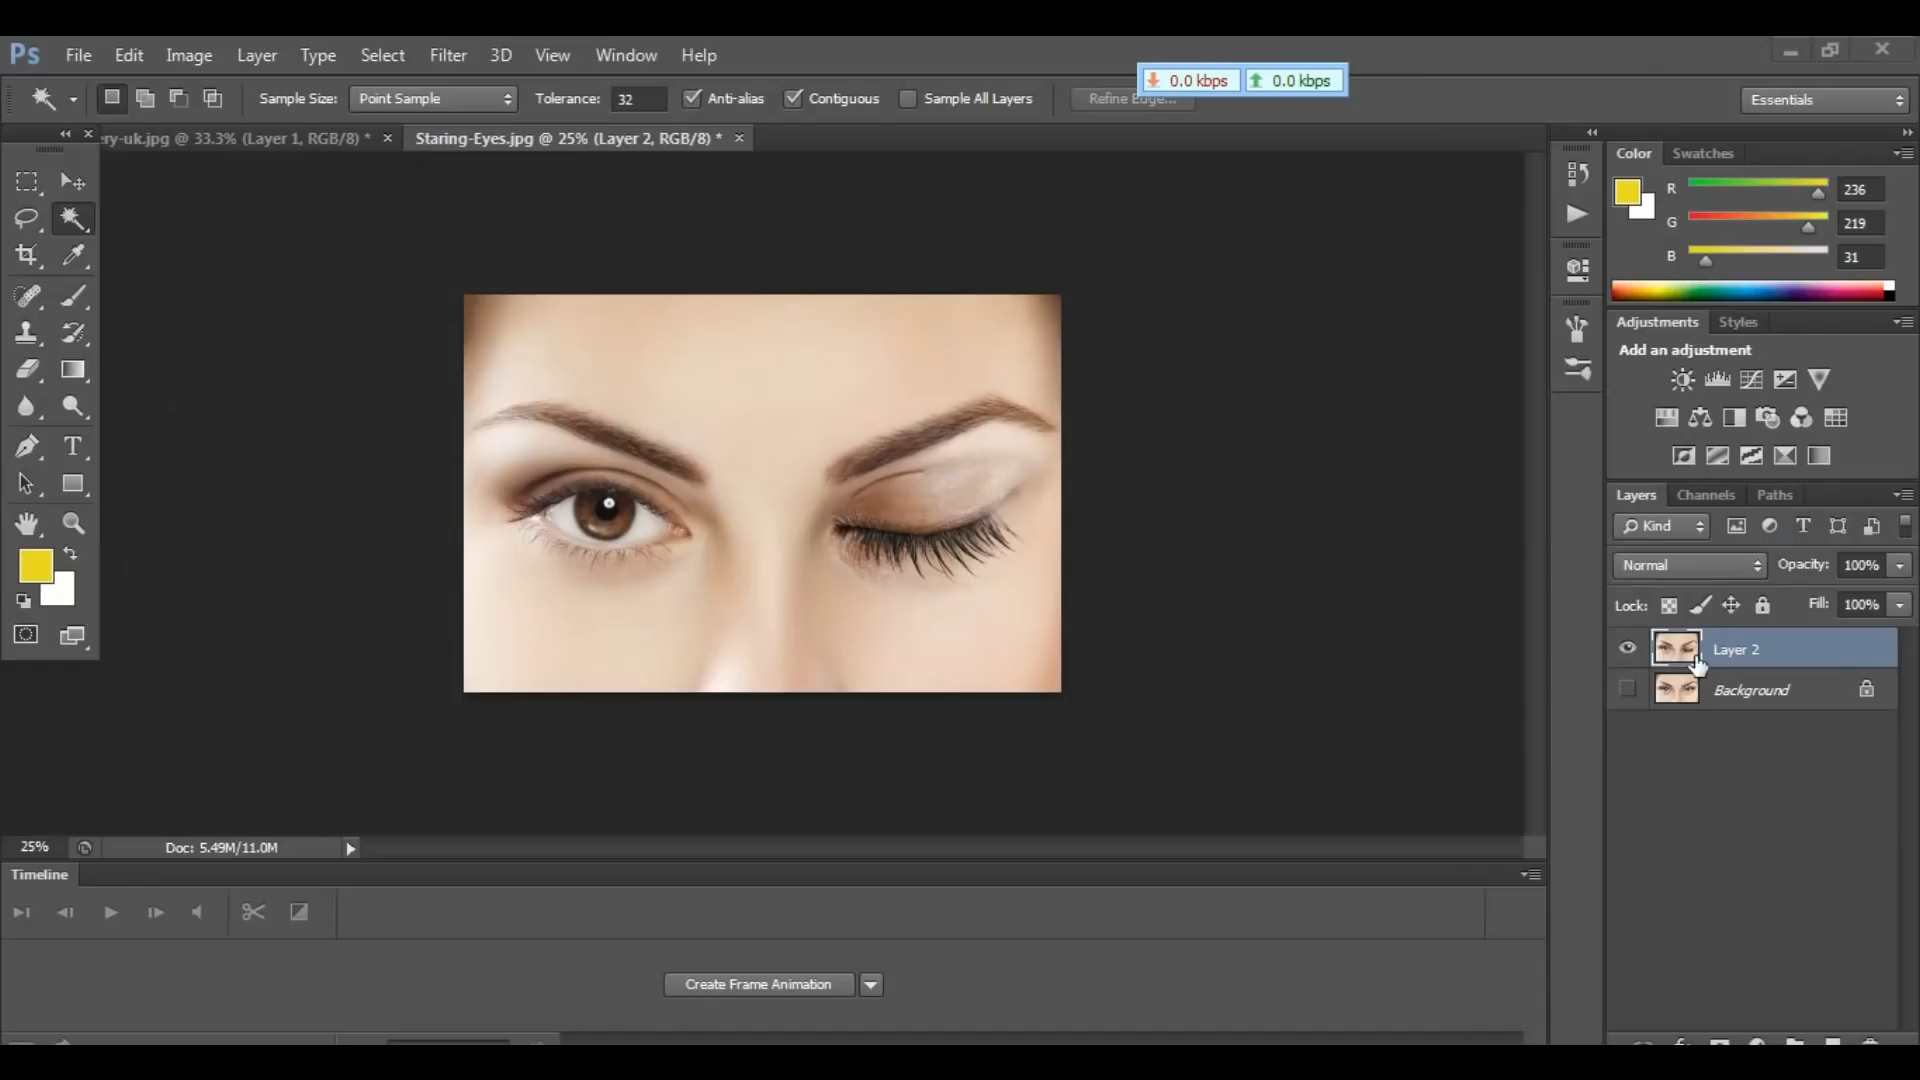 Ps File Edit Image Layer Type Select Filter 3D View Window Help
0.0 kbps 0.0 kbps
Sample Size: Point Sample Tolerance: 32 Anti-alias Contiguous Sample All Layers Refine Edge... Essentials
ery-uk.jpg @ 33.3% (Layer 1, RGB/8) * Staring-Eyes.jpg @ 25% (Layer 2, RGB/8) *
Color Swatches
R 236
G 219
B 31
Adjustments Styles
Add an adjustment
Layers Channels Paths
Kind
Normal Opacity: 100%
Lock: Fill: 100%
Layer 2
Background
25% Doc: 5.49M/11.0M
Timeline
Create Frame Animation